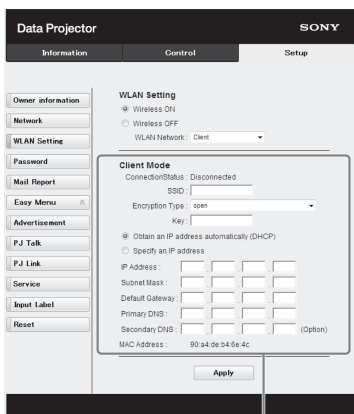 Data Projector SONY
Information Control Setup
Owner information
Network
WLAN Setting
Password
Mail Report
Easy Menu
Advertisement
PJ Talk
PJ Link
Service
Input Label
Reset
WLAN Setting
Wireless ON
Wireless OFF
WLAN Network : Client
Client Mode
ConnectionStatus : Disconnected
SSID :
Encryption Type : open
Key :
Obtain an IP address automatically (DHCP)
Specify an IP address
IP Address :
Subnet Mask :
Default Gateway :
Primary DNS :
Secondary DNS : (Option)
MAC Address : 90:a4:de:b4:6e:4c
Apply